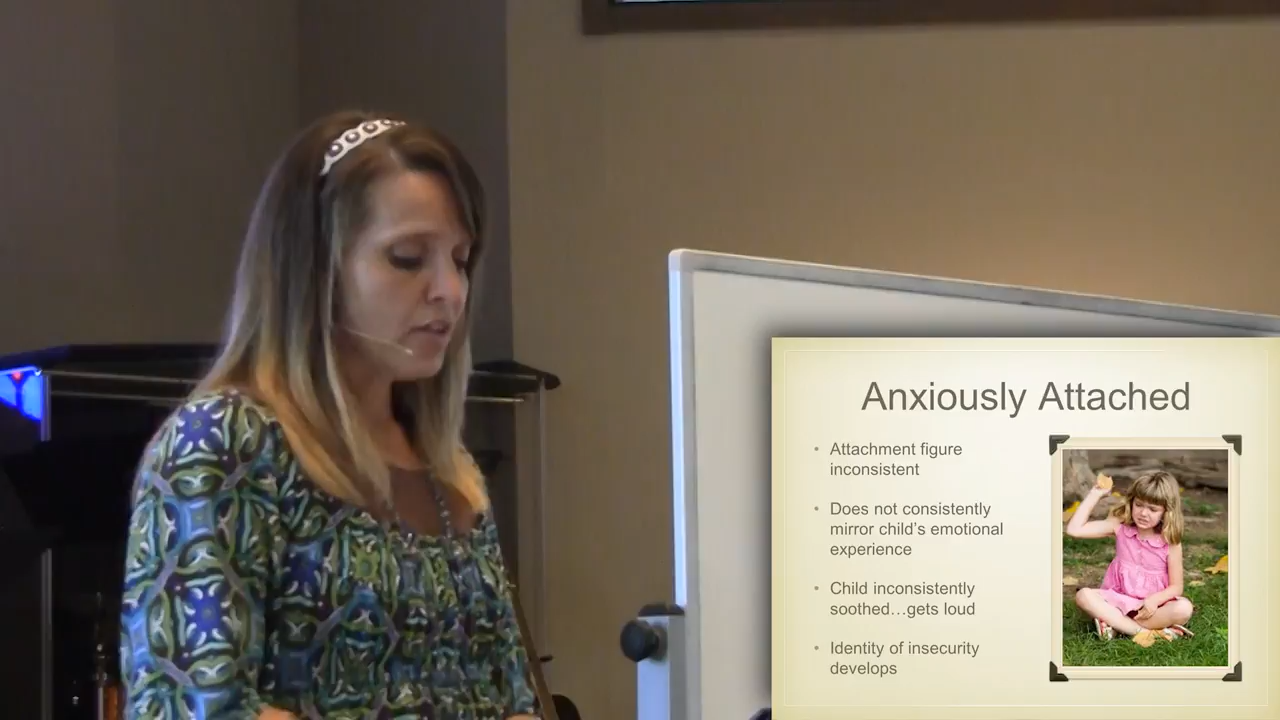 Anxiously Attached
• Attachment figure
inconsistent
• Does not consistently
mirror child's emotional
experience
• Child inconsistently
soothed…gets loud
• Identity of insecurity
develops